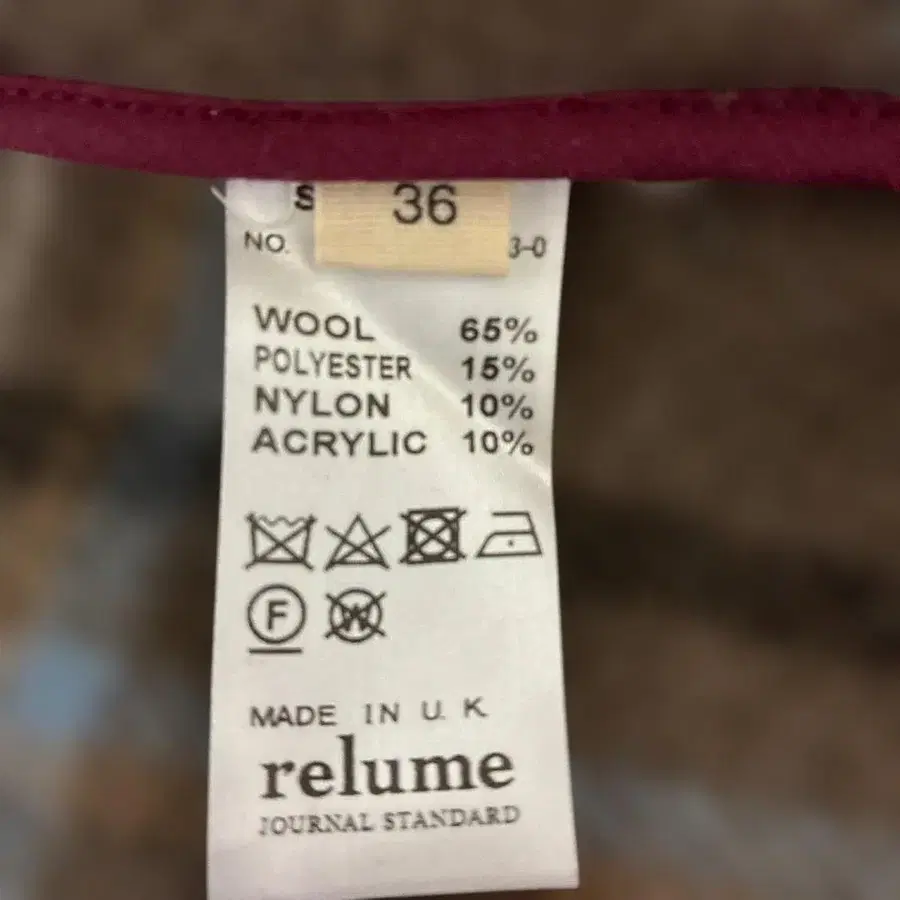 36
S
NO. 3-0
WOOL 65%
POLYESTER 15%
NYLON 10%
ACRYLIC 10%
F
W
MADE IN U.K
relume
JOURNAL STANDARD